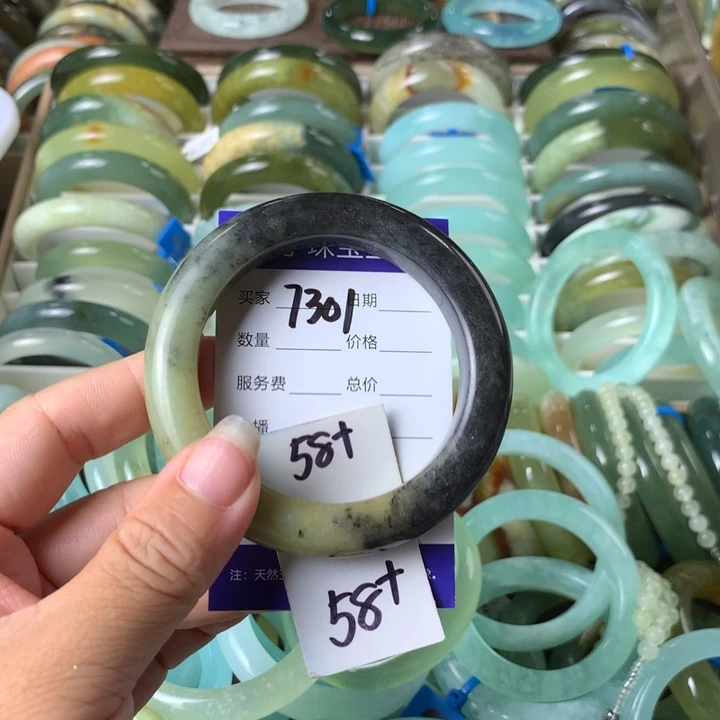 珠宝
买家 7301 日期
数量 价格
服务费 总价
播
58+
注：天然
58+